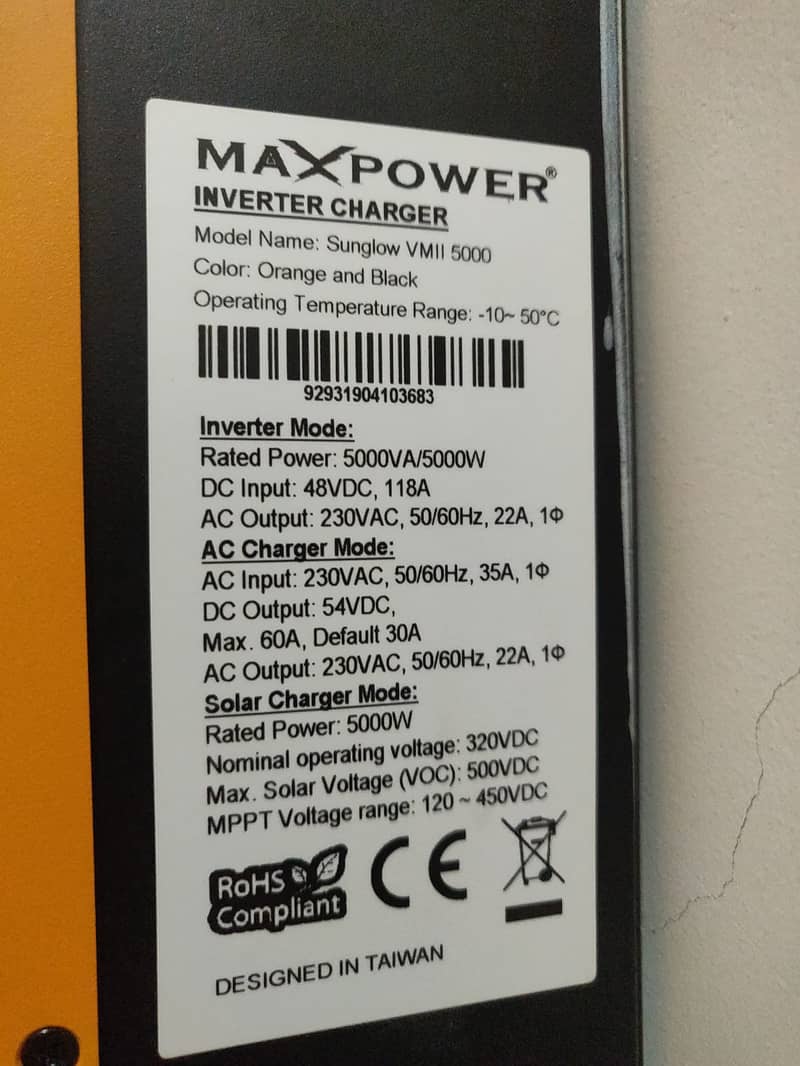 MAXPOWER®
INVERTER CHARGER
Model Name: Sunglow VMII 5000
Color: Orange and Black
Operating Temperature Range: -10~ 50°C
92931904103683
Inverter Mode:
Rated Power: 5000VA/5000W
DC Input: 48VDC, 118A
AC Output: 230VAC, 50/60Hz, 22A, 1Φ
AC Charger Mode:
AC Input: 230VAC, 50/60Hz, 35A, 1Φ
DC Output: 54VDC,
Max. 60A, Default 30A
AC Output: 230VAC, 50/60Hz, 22A, 1Φ
Solar Charger Mode:
Rated Power: 5000W
Nominal operating voltage: 320VDC
Max. Solar Voltage (VOC): 500VDC
MPPT Voltage range: 120 ~ 450VDC
RoHS
Compliant
CE
DESIGNED IN TAIWAN